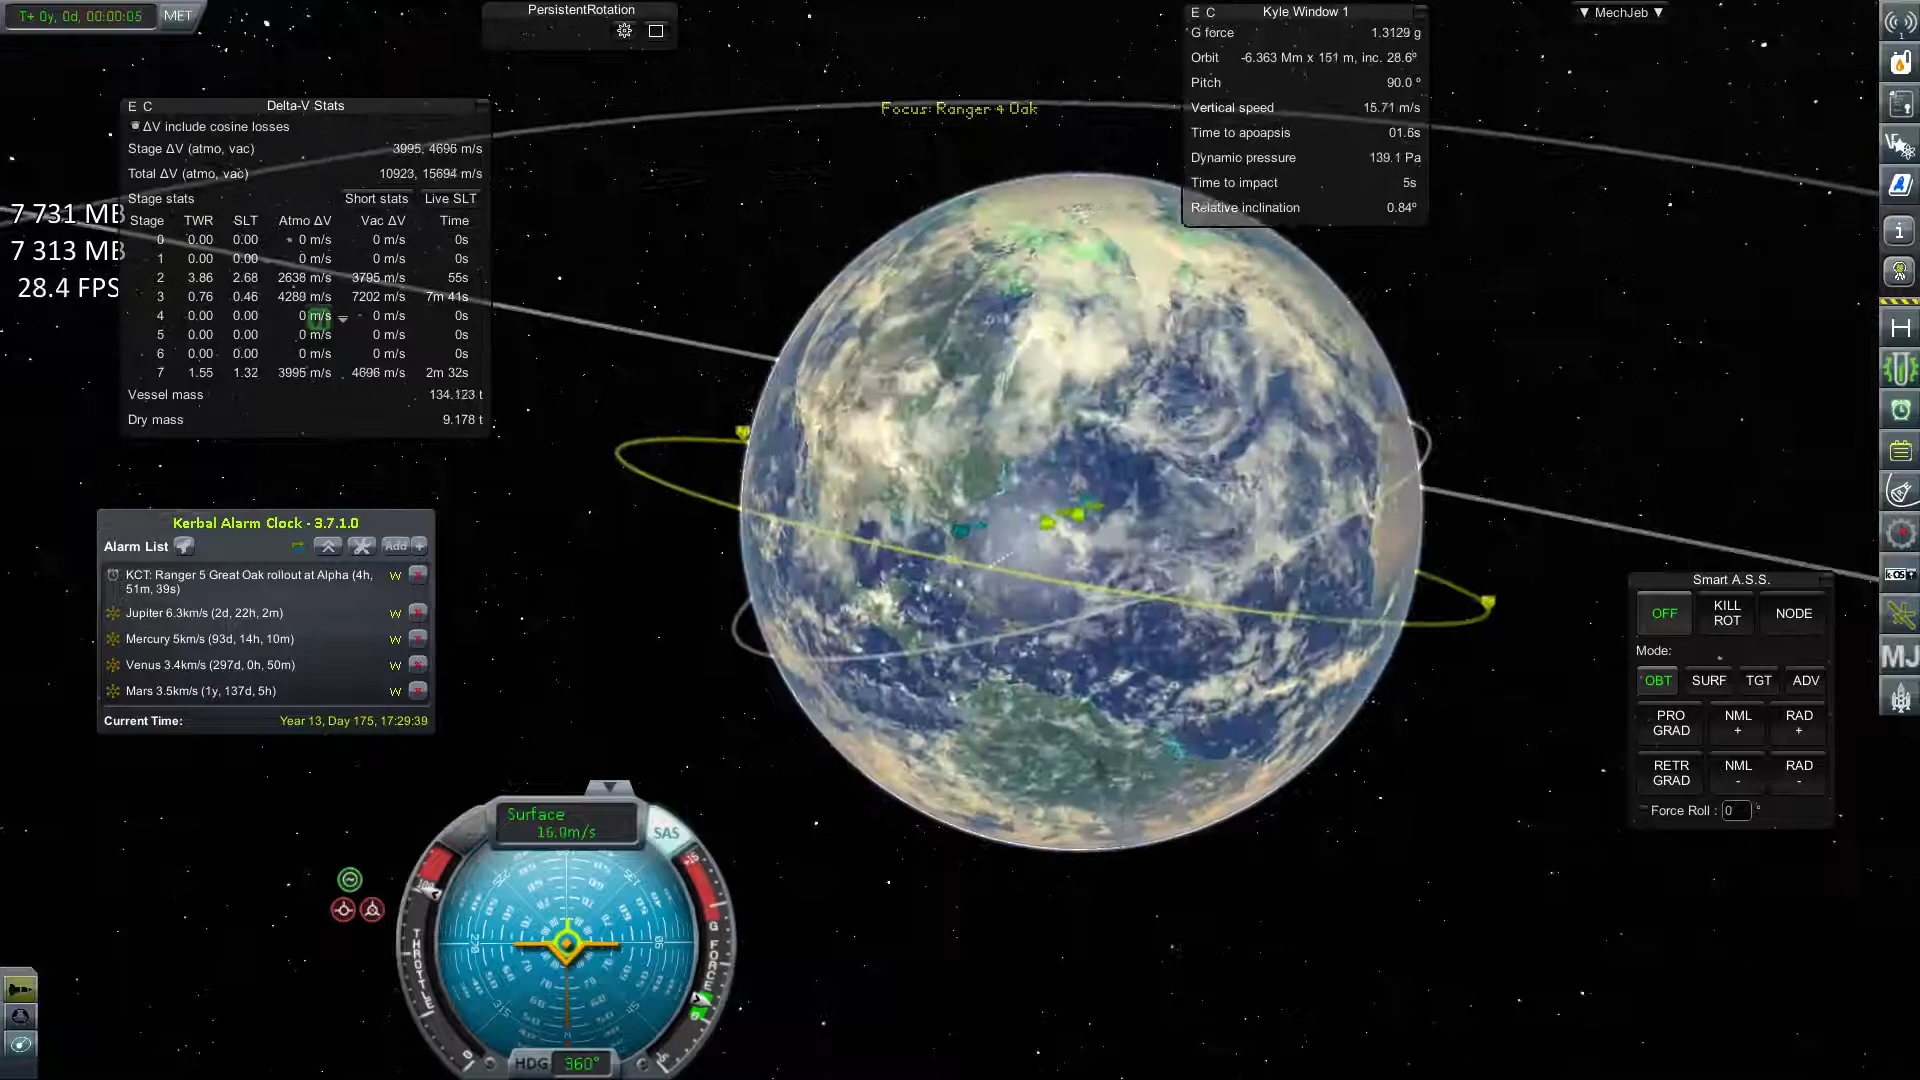 T+ 0y, 0d, 00:00:05 MET
PersistentRotation
E C Kyle Window 1
G force 1.3129 g
Orbit -6.363 Mm x 151 m, inc. 28.6º
Pitch 90.0 º
Vertical speed 15.71 m/s
Time to apoapsis 01.6s
Dynamic pressure 139.1 Pa
Time to impact 5s
Relative inclination 0.84º
▼ MechJeb ▼
Focus: Ranger 4 Oak
E C Delta-V Stats
ΔV include cosine losses
Stage ΔV (atmo, vac) 3995, 4696 m/s
Total ΔV (atmo, vac) 10923, 15694 m/s
Stage stats Short stats Live SLT
Stage TWR SLT Atmo ΔV Vac ΔV Time
0 0.00 0.00 0 m/s 0 m/s 0s
1 0.00 0.00 0 m/s 0 m/s 0s
2 3.86 2.68 2638 m/s 3795 m/s 55s
3 0.76 0.46 4289 m/s 7202 m/s 7m 41s
4 0.00 0.00 0 m/s 0 m/s 0s
5 0.00 0.00 0 m/s 0 m/s 0s
6 0.00 0.00 0 m/s 0 m/s 0s
7 1.55 1.32 3995 m/s 4696 m/s 2m 32s
Vessel mass 134.123 t
Dry mass 9.178 t
7 731 MB
7 313 MB
28.4 FPS
Kerbal Alarm Clock - 3.7.1.0
Alarm List Add +
KCT: Ranger 5 Great Oak rollout at Alpha (4h, 51m, 39s) W
Jupiter 6.3km/s (2d, 22h, 2m) W
Mercury 5km/s (93d, 14h, 10m) W
Venus 3.4km/s (297d, 0h, 50m) W
Mars 3.5km/s (1y, 137d, 5h) W
Current Time: Year 13, Day 175, 17:29:39
Smart A.S.S.
OFF KILL ROT NODE
Mode:
OBT SURF TGT ADV
PRO GRAD NML + RAD +
RETR GRAD NML - RAD -
Force Roll : 0 °
kOS
MJ
Surface
16.0m/s
SAS
THROTTLE
G FORCE
HDG 360°